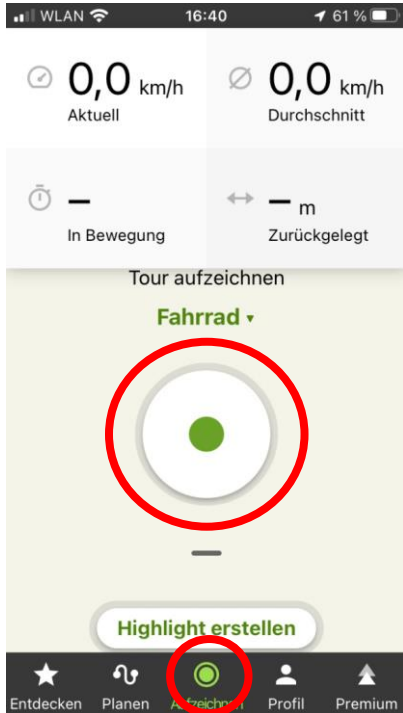 WLAN 16:40 61 %
0,0 km/h
Aktuell
0,0 km/h
Durchschnitt
–
In Bewegung
– m
Zurückgelegt
Tour aufzeichnen
Fahrrad
Highlight erstellen
Entdecken Planen Aufzeichnen Profil Premium